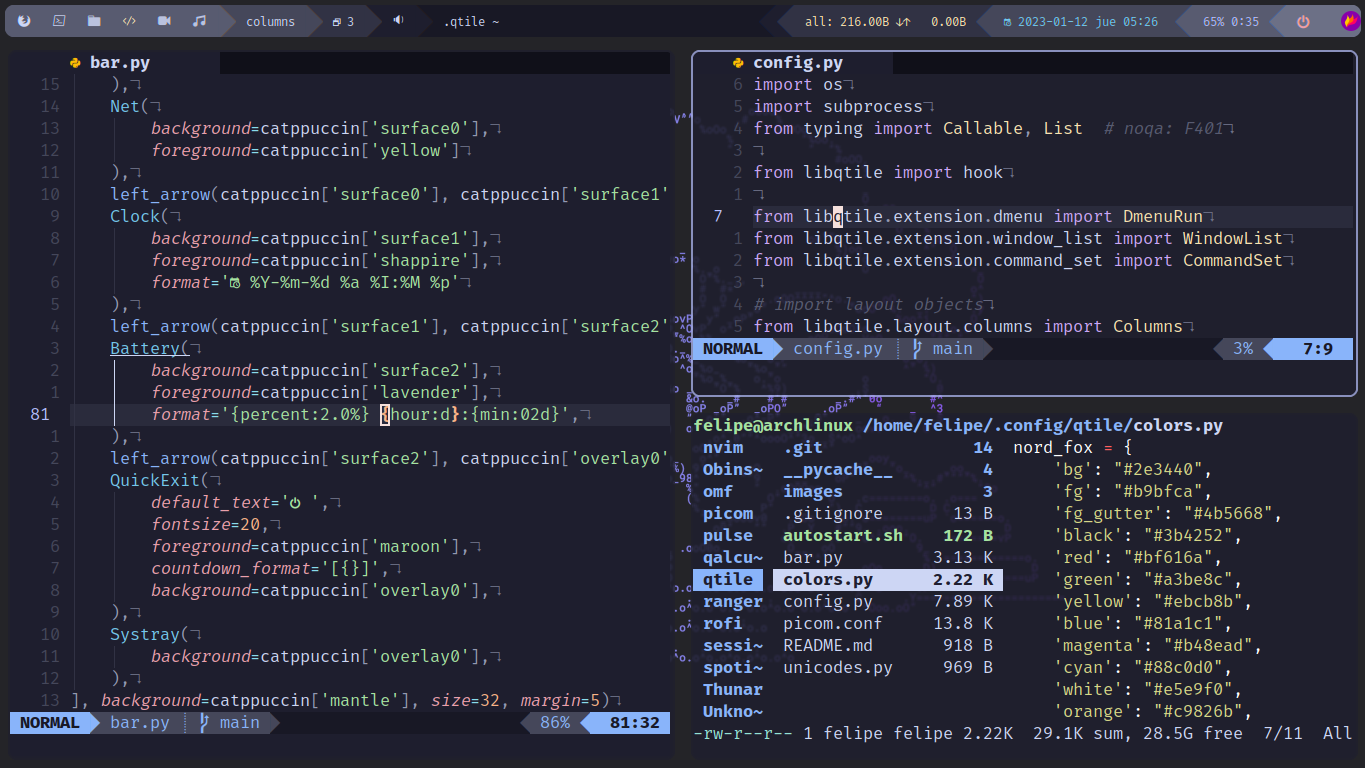 columns 3 .qtile ~ all: 216.00B ↓↑ 0.00B 2023-01-12 jue 05:26 65% 0:35
bar.py
15 ),
14 Net(
13 background=catppuccin['surface0'],
12 foreground=catppuccin['yellow']
11 ),
10 left_arrow(catppuccin['surface0'], catppuccin['surface1'
9 Clock(
8 background=catppuccin['surface1'],
7 foreground=catppuccin['shappire'],
6 format=' %Y-%m-%d %a %I:%M %p'
5 ),
4 left_arrow(catppuccin['surface1'], catppuccin['surface2'
3 Battery(
2 background=catppuccin['surface2'],
1 foreground=catppuccin['lavender'],
81 format='{percent:2.0%} {hour:d}:{min:02d}',
1 ),
2 left_arrow(catppuccin['surface2'], catppuccin['overlay0'
3 QuickExit(
4 default_text='⏻ ',
5 fontsize=20,
6 foreground=catppuccin['maroon'],
7 countdown_format='[{}]',
8 background=catppuccin['overlay0'],
9 ),
10 Systray(
11 background=catppuccin['overlay0'],
12 ),
13 ], background=catppuccin['mantle'], size=32, margin=5)
NORMAL bar.py main 86% 81:32
config.py
6 import os
5 import subprocess
4 from typing import Callable, List # noqa: F401
3
2 from libqtile import hook
1
7 from libqtile.extension.dmenu import DmenuRun
1 from libqtile.extension.window_list import WindowList
2 from libqtile.extension.command_set import CommandSet
3
4 # import layout objects
5 from libqtile.layout.columns import Columns
NORMAL config.py main 3% 7:9
felipe@archlinux /home/felipe/.config/qtile/colors.py
nvim .git 14 nord_fox = {
Obins~ __pycache__ 4 'bg': "#2e3440",
omf images 3 'fg': "#b9bfca",
picom .gitignore 13 B 'fg_gutter': "#4b5668",
pulse autostart.sh 172 B 'black': "#3b4252",
qalcu~ bar.py 3.13 K 'red': "#bf616a",
qtile colors.py 2.22 K 'green': "#a3be8c",
ranger config.py 7.89 K 'yellow': "#ebcb8b",
rofi picom.conf 13.8 K 'blue': "#81a1c1",
sessi~ README.md 918 B 'magenta': "#b48ead",
spoti~ unicodes.py 969 B 'cyan': "#88c0d0",
Thunar 'white': "#e5e9f0",
Unkno~ 'orange': "#c9826b",
-rw-r--r-- 1 felipe felipe 2.22K 29.1K sum, 28.5G free 7/11 All